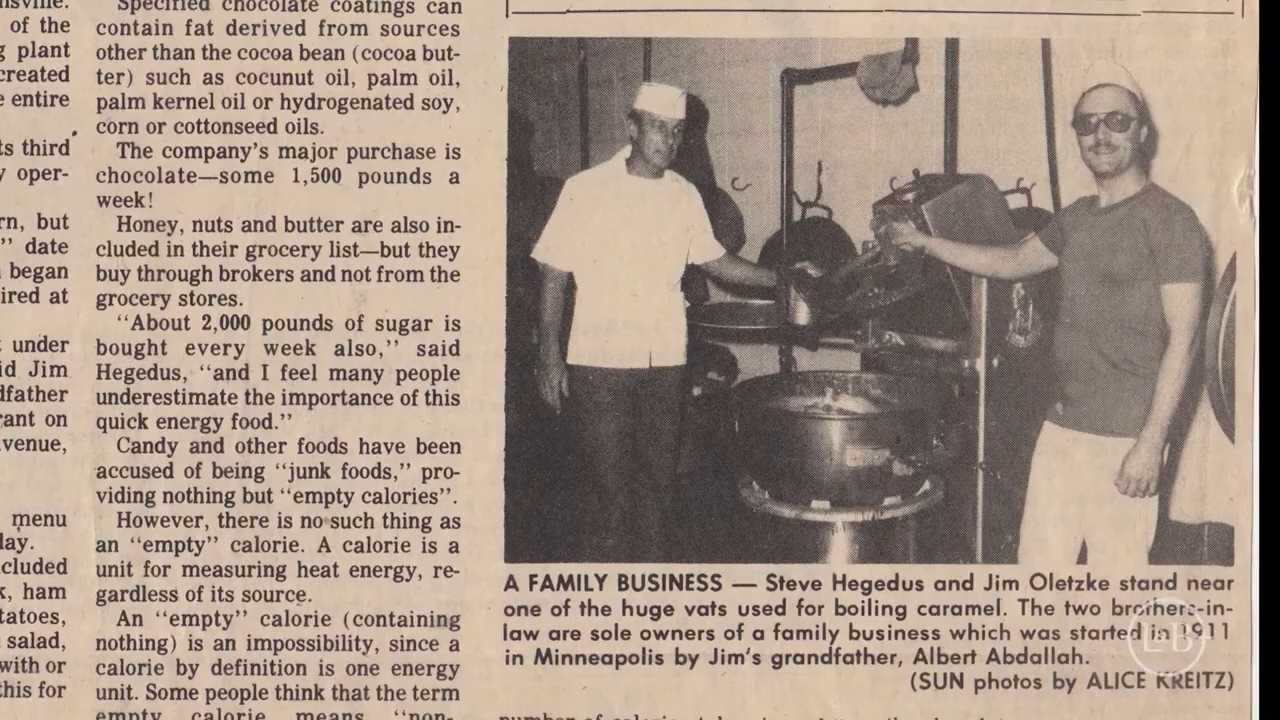 nsville.
of the
g plant
created
e entire
ts third
y oper-
rn, but
" date
began
ired at
under
id Jim
dfather
rant on
venue,
menu
lay.
cluded
k, ham
tatoes,
salad,
with or
this for
Specified chocolate coatings can
contain fat derived from sources
other than the cocoa bean (cocoa but-
ter) such as cocunut oil, palm oil,
palm kernel oil or hydrogenated soy,
corn or cottonseed oils.
The company's major purchase is
chocolate—some 1,500 pounds a
week!
Honey, nuts and butter are also in-
cluded in their grocery list—but they
buy through brokers and not from the
grocery stores.
"About 2,000 pounds of sugar is
bought every week also," said
Hegedus, "and I feel many people
underestimate the importance of this
quick energy food."
Candy and other foods have been
accused of being "junk foods," pro-
viding nothing but "empty calories".
However, there is no such thing as
an "empty" calorie. A calorie is a
unit for measuring heat energy, re-
gardless of its source.
An "empty" calorie (containing
nothing) is an impossibility, since a
calorie by definition is one energy
unit. Some people think that the term
empty calorie means "non-
A FAMILY BUSINESS — Steve Hegedus and Jim Oletzke stand near
one of the huge vats used for boiling caramel. The two brothers-in-
law are sole owners of a family business which was started in 1911
in Minneapolis by Jim's grandfather, Albert Abdallah.
(SUN photos by ALICE KREITZ)